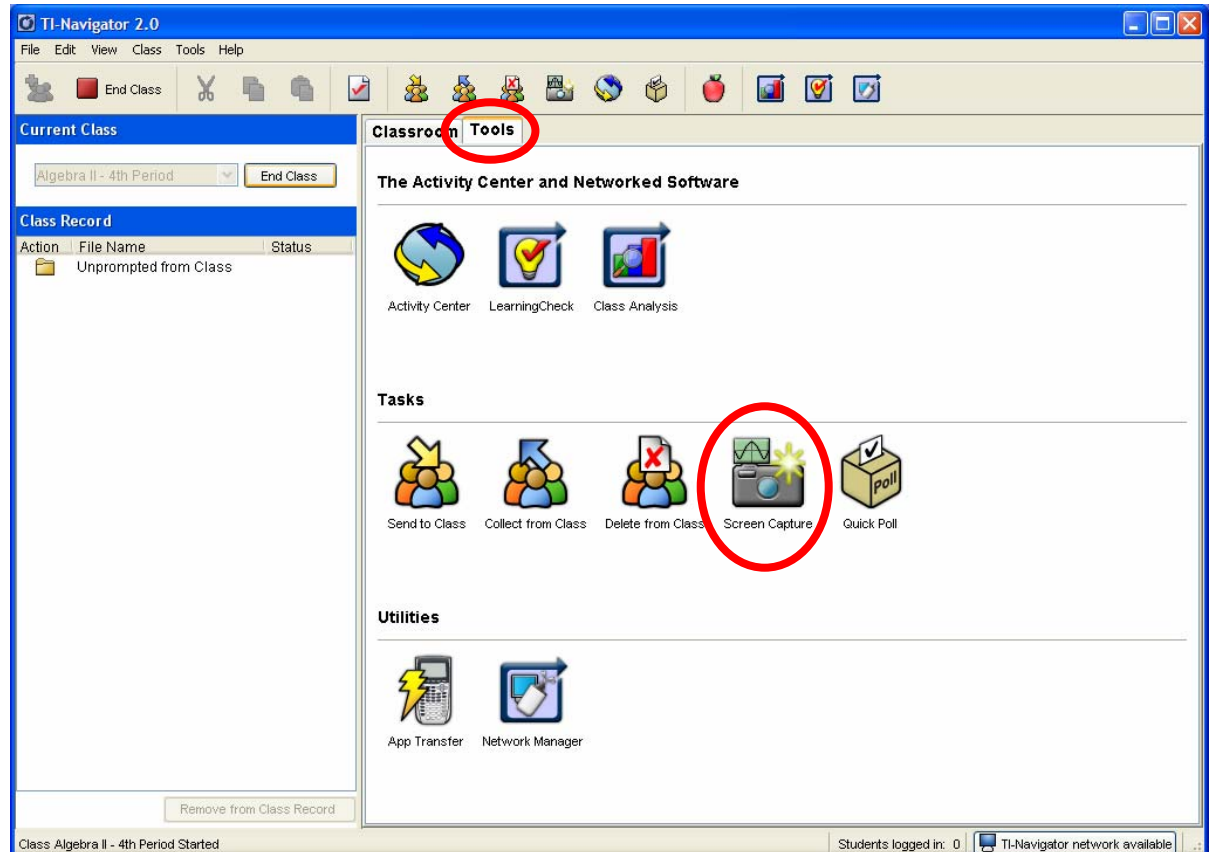 TI-Navigator 2.0
File Edit View Class Tools Help
End Class
Current Class
Algebra II - 4th Period
End Class
Class Record
Action File Name Status
Unprompted from Class
Remove from Class Record
Classroom Tools
The Activity Center and Networked Software
Activity Center LearningCheck Class Analysis
Tasks
Poll
Send to Class Collect from Class Delete from Class Screen Capture Quick Poll
Utilities
App Transfer Network Manager
Class Algebra II - 4th Period Started Students logged in: 0 TI-Navigator network available